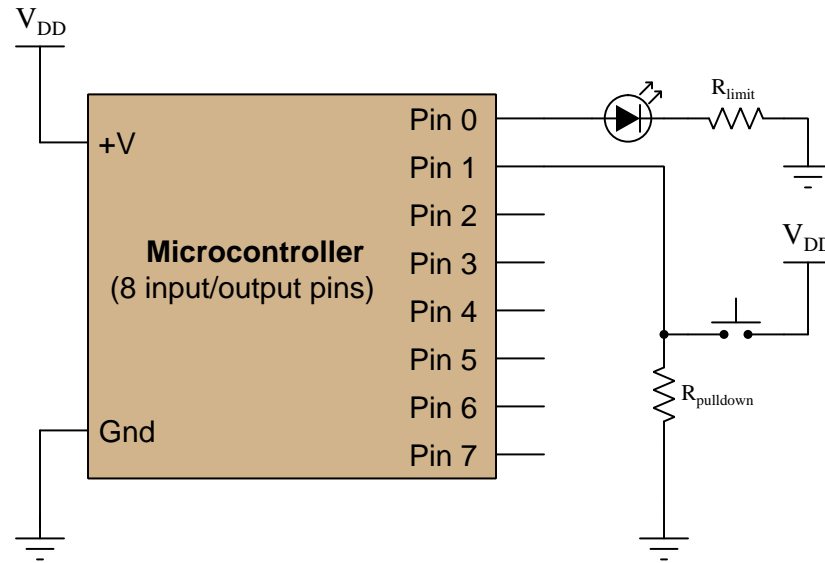 V_DD
+V
Microcontroller
(8 input/output pins)
Gnd
Pin 0
Pin 1
Pin 2
Pin 3
Pin 4
Pin 5
Pin 6
Pin 7
R_limit
V_DD
R_pulldown